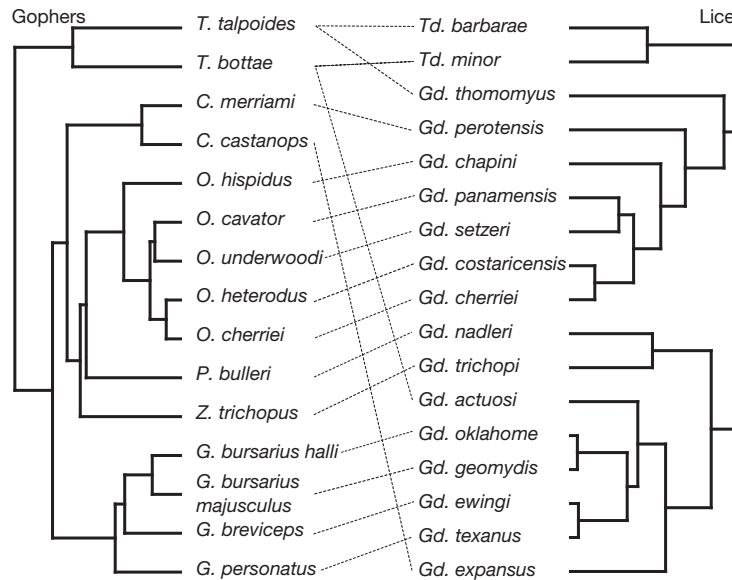 Gophers
Lice
T. talpoides
T. bottae
C. merriami
C. castanops
O. hispidus
O. cavator
O. underwoodi
O. heterodus
O. cherriei
P. bulleri
Z. trichopus
G. bursarius halli
G. bursarius
majusculus
G. breviceps
G. personatus
Td. barbarae
Td. minor
Gd. thomomyus
Gd. perotensis
Gd. chapini
Gd. panamensis
Gd. setzeri
Gd. costaricensis
Gd. cherriei
Gd. nadleri
Gd. trichopi
Gd. actuosi
Gd. oklahome
Gd. geomydis
Gd. ewingi
Gd. texanus
Gd. expansus